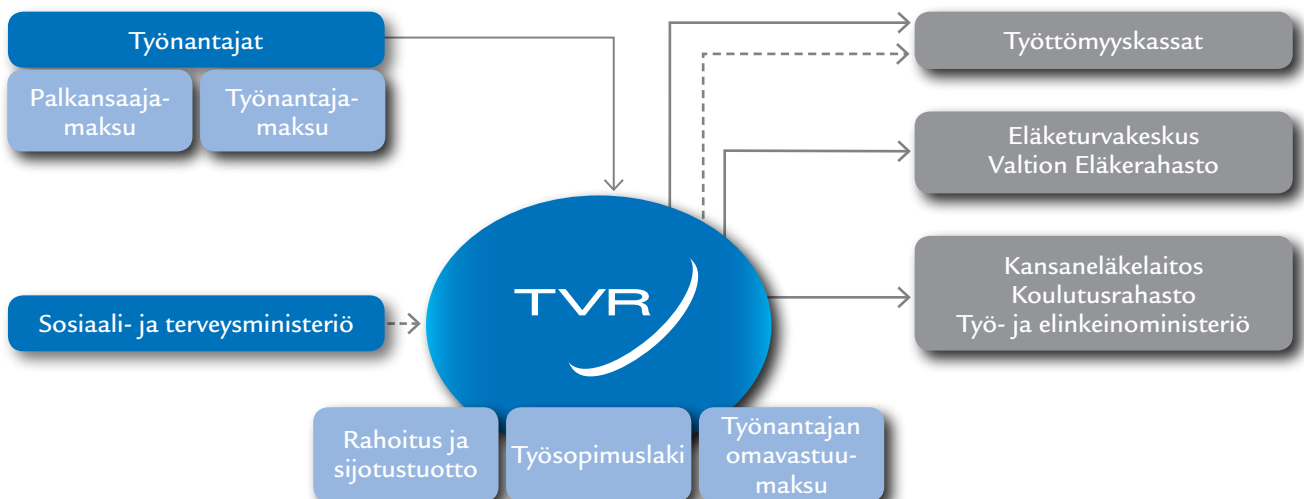 Työnantajat
Palkansaaja-
maksu
Työnantaja-
maksu
Sosiaali- ja terveysministeriö
TVR
Rahoitus ja
sijotustuotto
Työsopimuslaki
Työnantajan
omavastuu-
maksu
Työttömyyskassat
Eläketurvakeskus
Valtion Eläkerahasto
Kansaneläkelaitos
Koulutusrahasto
Työ- ja elinkeinoministeriö